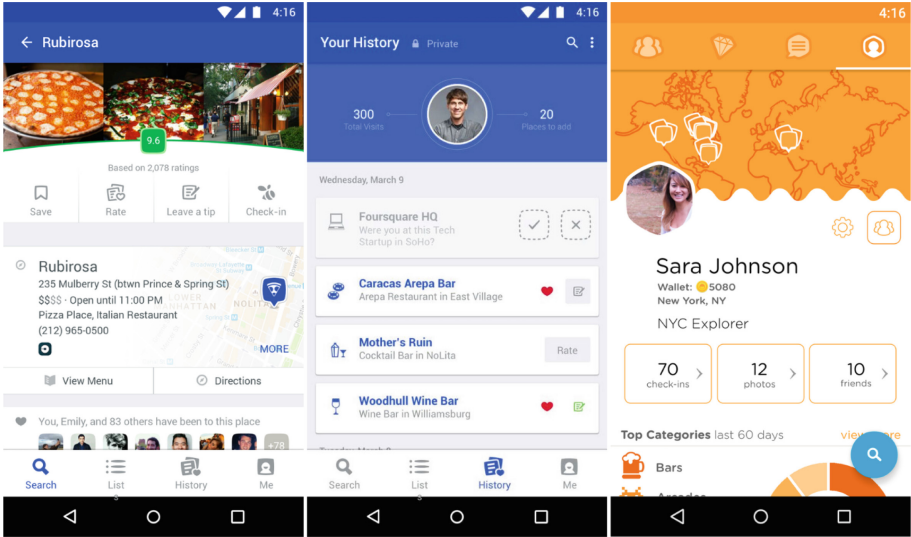 4:16
Rubirosa
9.6
Based on 2,078 ratings
Save
Rate
Leave a tip
Check-in
Rubirosa
235 Mulberry St (btwn Prince & Spring St)
$$$$ · Open until 11:00 PM
Pizza Place, Italian Restaurant
(212) 965-0500
LOWER
MANHATTAN
NOLITA
MORE
View Menu
Directions
You, Emily, and 83 others have been to this place
+78
Search
List
s
History
Me
4:16
Your History
Private
300
Total Visits
20
Places to add
Wednesday, March 9
Foursquare HQ
Were you at this Tech
Startup in SoHo?
Caracas Arepa Bar
Arepa Restaurant in East Village
Mother's Ruin
Cocktail Bar in NoLita
Rate
Woodhull Wine Bar
Wine Bar in Williamsburg
Search
List
s
History
Me
4:16
Sara Johnson
Wallet: 5080
New York, NY
NYC Explorer
70
check-ins
12
photos
10
friends
Top Categories last 60 days
Bars
Arcades